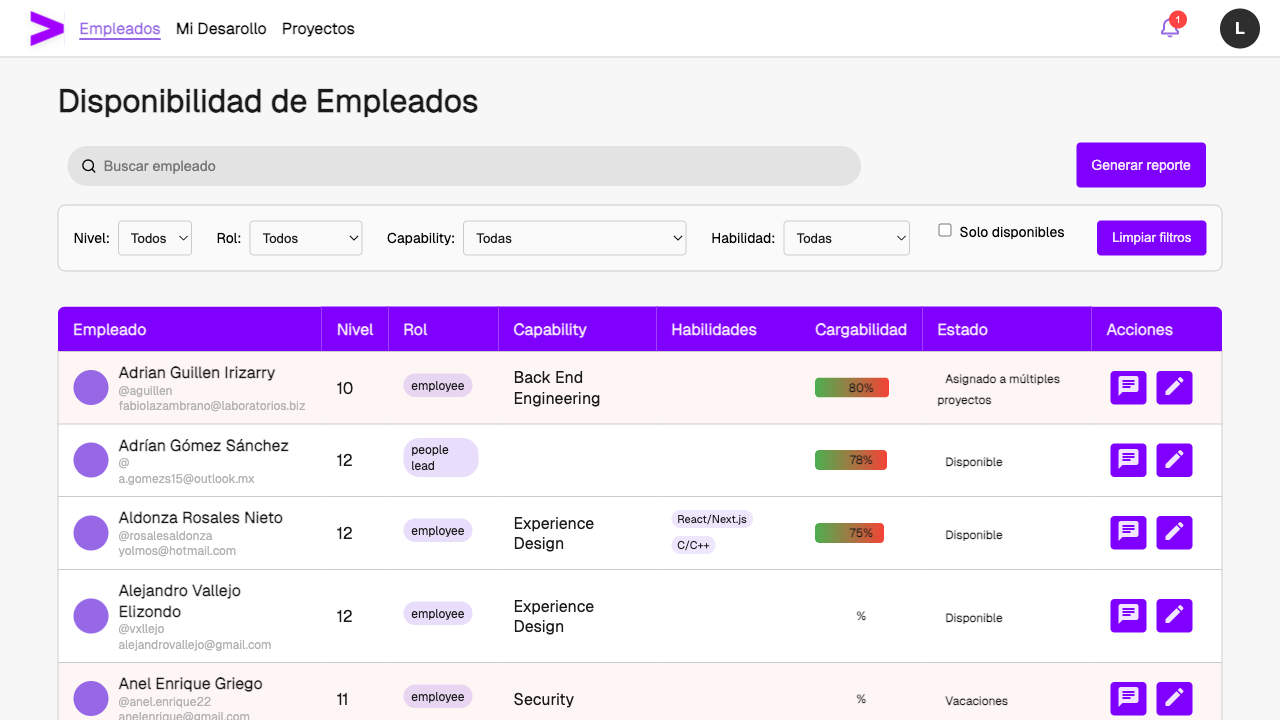 Empleados Mi Desarollo Proyectos 1 L
Disponibilidad de Empleados
Buscar empleado Generar reporte
Nivel: Todos Rol: Todos Capability: Todas Habilidad: Todas Solo disponibles Limpiar filtros
Empleado Nivel Rol Capability Habilidades Cargabilidad Estado Acciones
Adrian Guillen Irizarry
@aguillen
fabiolazambrano@laboratorios.biz
10
employee
Back End
Engineering
80%
Asignado a múltiples
proyectos
Adrían Gómez Sánchez
@
a.gomezs15@outlook.mx
12
people
lead
78%
Disponible
Aldonza Rosales Nieto
@rosalesaldonza
yolmos@hotmail.com
12
employee
Experience
Design
React/Next.js
C/C++
75%
Disponible
Alejandro Vallejo
Elizondo
@vxllejo
alejandrovallejo@gmail.com
12
employee
Experience
Design
%
Disponible
Anel Enrique Griego
@anel.enrique22
anelenrique@gmail.com
11
employee
Security
%
Vacaciones